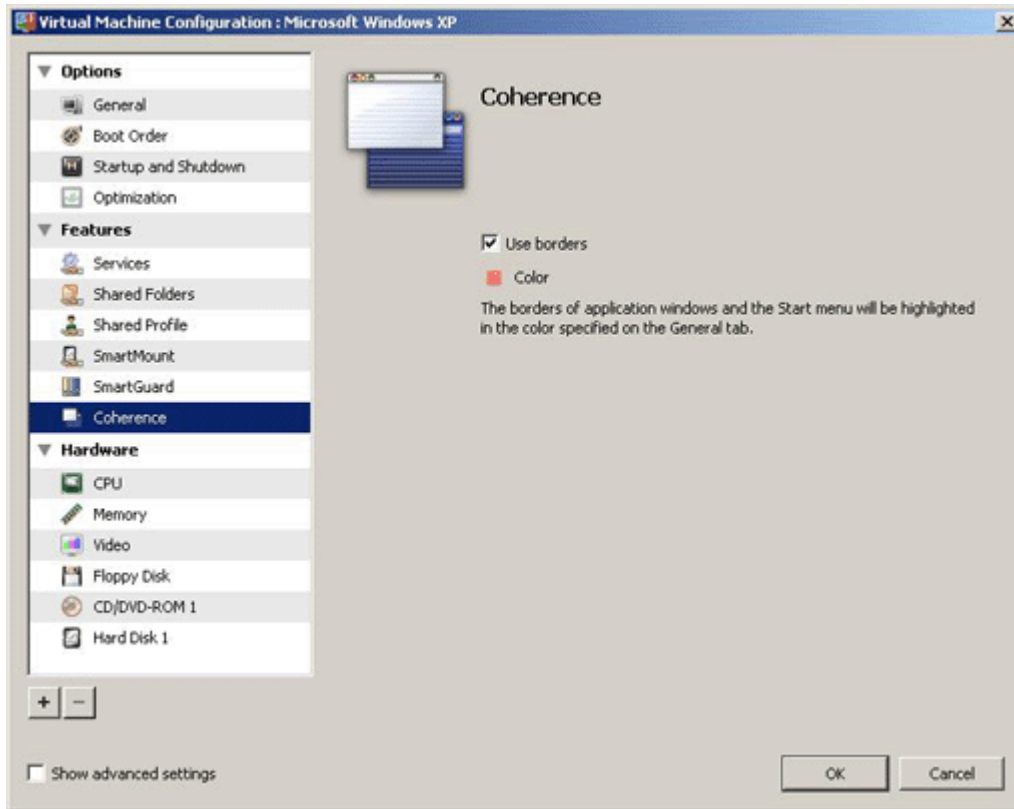 Virtual Machine Configuration : Microsoft Windows XP
Options
General
Boot Order
Startup and Shutdown
Optimization
Features
Services
Shared Folders
Shared Profile
SmartMount
SmartGuard
Coherence
Hardware
CPU
Memory
Video
Floppy Disk
CD/DVD-ROM 1
Hard Disk 1
+ −
Show advanced settings
Coherence
Use borders
Color
The borders of application windows and the Start menu will be highlighted
in the color specified on the General tab.
OK
Cancel